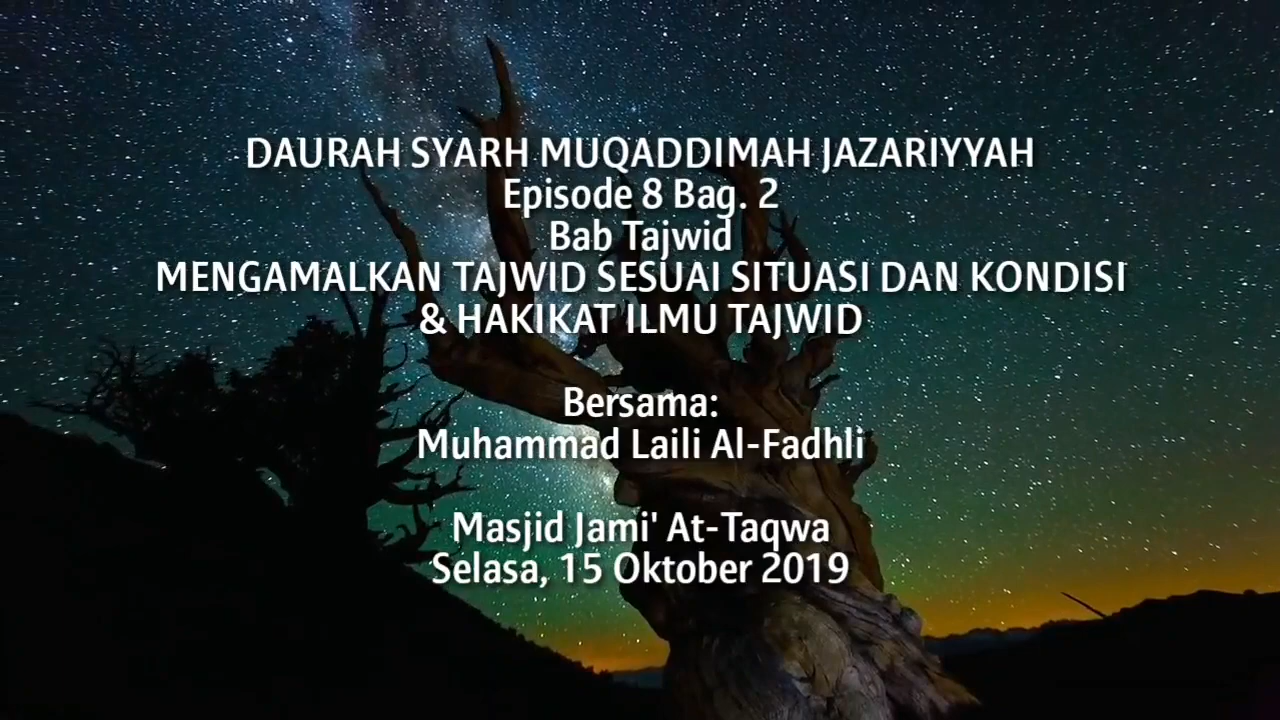 DAURAH SYARH MUQADDIMAH JAZARIYYAH
Episode 8 Bag. 2
Bab Tajwid
MENGAMALKAN TAJWID SESUAI SITUASI DAN KONDISI
& HAKIKAT ILMU TAJWID
Bersama:
Muhammad Laili Al-Fadhli
Masjid Jami' At-Taqwa
Selasa, 15 Oktober 2019